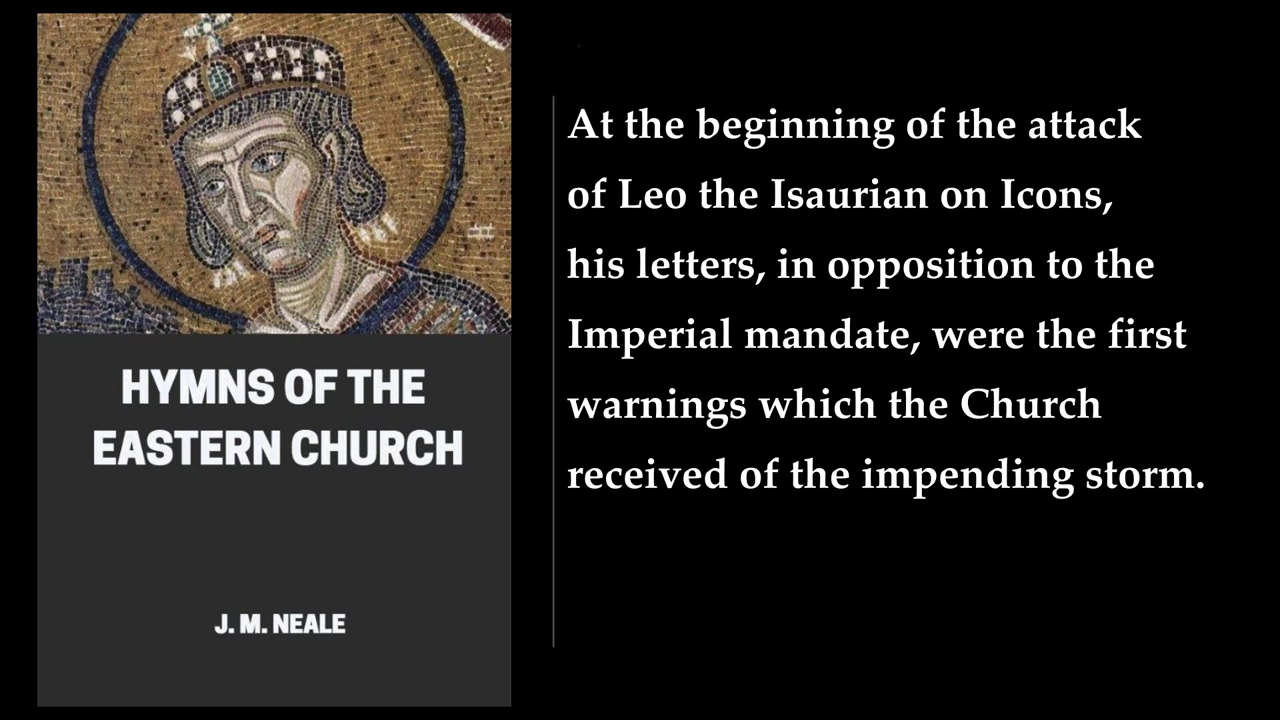 HYMNS OF THE
EASTERN CHURCH
J. M. NEALE
At the beginning of the attack
of Leo the Isaurian on Icons,
his letters, in opposition to the
Imperial mandate, were the first
warnings which the Church
received of the impending storm.